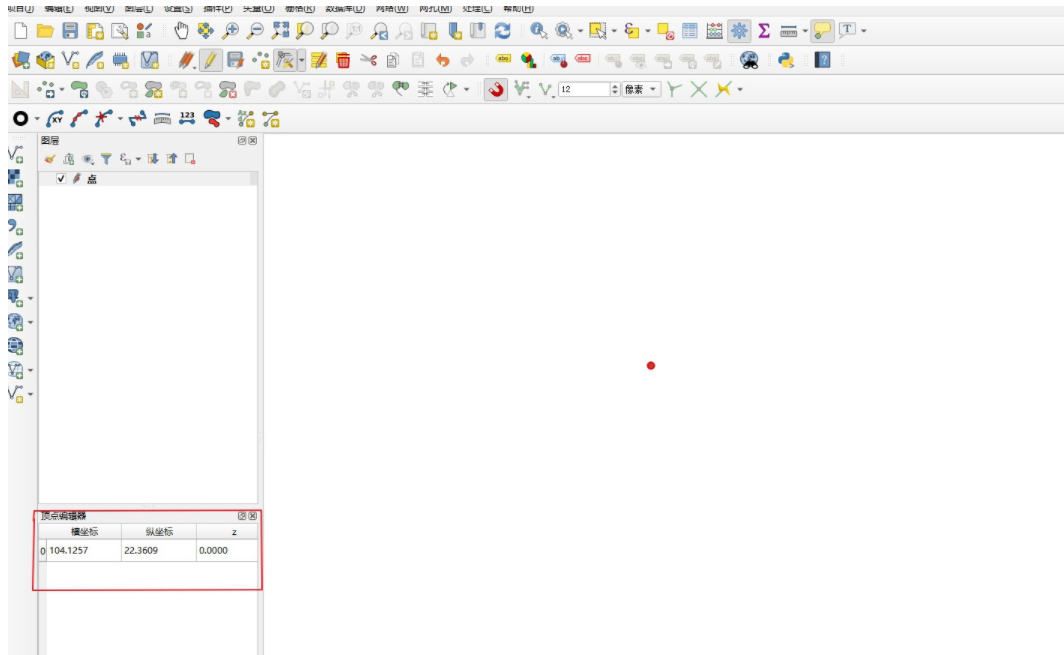 项目(J) 编辑(E) 视图(V) 图层(L) 设置(S) 插件(P) 矢量(O) 栅格(R) 数据库(D) 网络(W) 网孔(M) 处理(C) 帮助(H)
12 像素
XY 123
图层
点
顶点编辑器
横坐标 纵坐标 z
0 104.1257 22.3609 0.0000